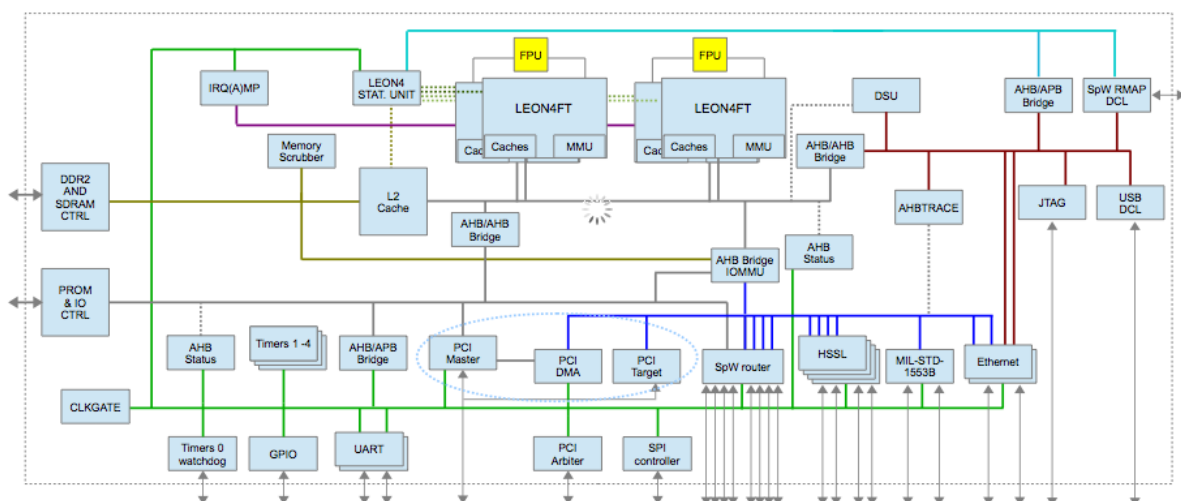 FPU
FPU
IRQ(A)MP
LEON4
STAT. UNIT
LEON4FT
Caches
MMU
Cac
LEON4FT
Caches
MMU
Cac
DSU
AHB/APB
Bridge
SpW RMAP
DCL
Memory
Scrubber
AHB/AHB
Bridge
DDR2
AND
SDRAM
CTRL
L2
Cache
AHBTRACE
JTAG
USB
DCL
AHB/AHB
Bridge
AHB
Status
AHB Bridge
IOMMU
PROM
& IO
CTRL
AHB
Status
Timers 1 -4
AHB/APB
Bridge
PCI
Master
PCI
DMA
PCI
Target
SpW router
HSSL
MIL-STD-
1553B
Ethernet
CLKGATE
Timers 0
watchdog
GPIO
UART
PCI
Arbiter
SPI
controller